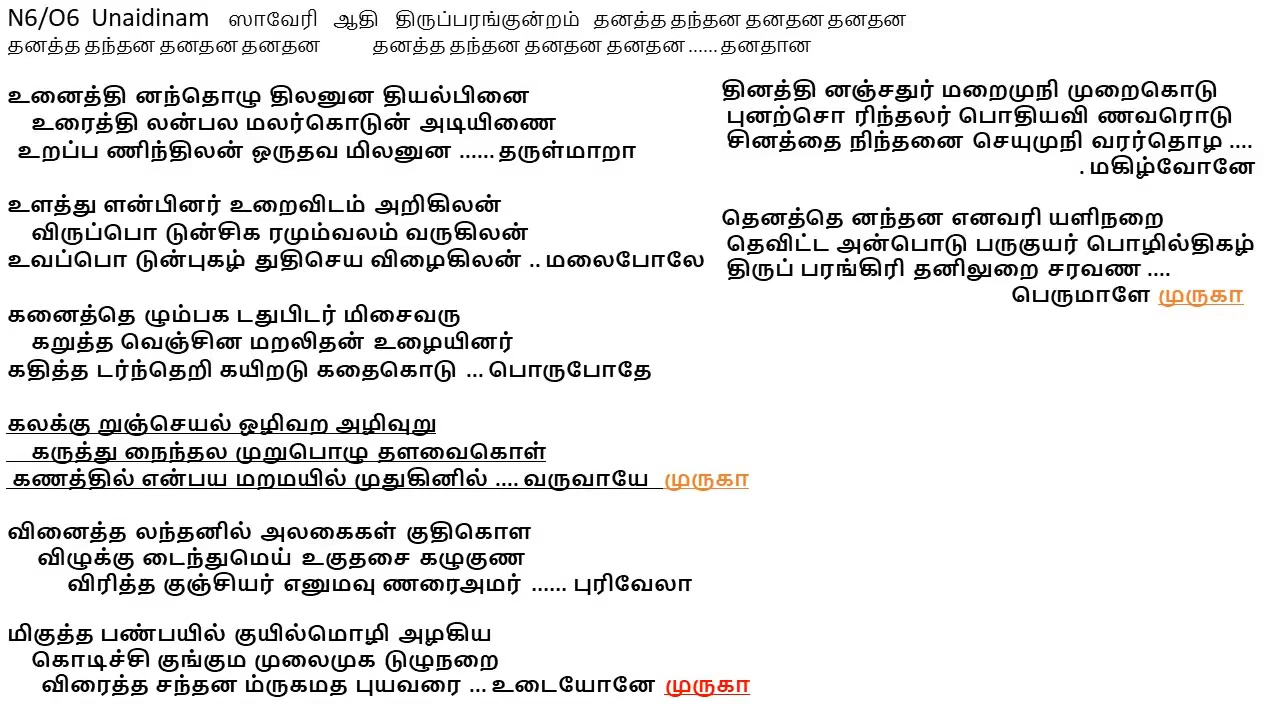 N6/O6 Unaidinam ஸாவேரி ஆதி திருப்பரங்குன்றம் தனத்த தந்தன தனதன தனதன
தனத்த தந்தன தனதன தனதன தனத்த தந்தன தனதன தனதன ...... தனதான
உனைத்தி னந்தொழு திலனுன தியல்பினை
உரைத்தி லன்பல மலர்கொடுன் அடியிணை
உறப்ப ணிந்திலன் ஒருதவ மிலனுன ...... தருள்மாறா
உளத்து ளன்பினர் உறைவிடம் அறிகிலன்
விருப்பொ டுன்சிக ரமும்வலம் வருகிலன்
உவப்பொ டுன்புகழ் துதிசெய விழைகிலன் .. மலைபோலே
கனைத்தெ ழும்பக டதுபிடர் மிசைவரு
கறுத்த வெஞ்சின மறலிதன் உழையினர்
கதித்த டர்ந்தெறி கயிறடு கதைகொடு ... பொருபோதே
கலக்கு றுஞ்செயல் ஒழிவற அழிவுறு
கருத்து நைந்தல முறுபொழு தளவைகொள்
கணத்தில் என்பய மறமயில் முதுகினில் .... வருவாயே முருகா
வினைத்த லந்தனில் அலகைகள் குதிகொள
விழுக்கு டைந்துமெய் உகுதசை கழுகுண
விரித்த குஞ்சியர் எனுமவு ணரைஅமர் ...... புரிவேலா
மிகுத்த பண்பயில் குயில்மொழி அழகிய
கொடிச்சி குங்கும முலைமுக டுழுநறை
விரைத்த சந்தன ம்ருகமத புயவரை ... உடையோனே முருகா
தினத்தி னஞ்சதுர் மறைமுநி முறைகொடு
புனற்சொ ரிந்தலர் பொதியவி ணவரொடு
சினத்தை நிந்தனை செயுமுநி வரர்தொழ ....
. மகிழ்வோனே
தெனத்தெ னந்தன எனவரி யளிநறை
தெவிட்ட அன்பொடு பருகுயர் பொழில்திகழ்
திருப் பரங்கிரி தனிலுறை சரவண ....
பெருமாளே முருகா